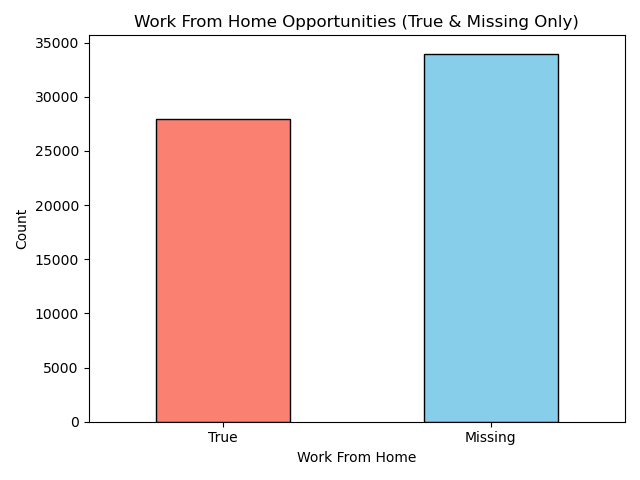 Work From Home Opportunities (True & Missing Only)
35000
30000
25000
20000
15000
10000
5000
0
Count
True Missing
Work From Home